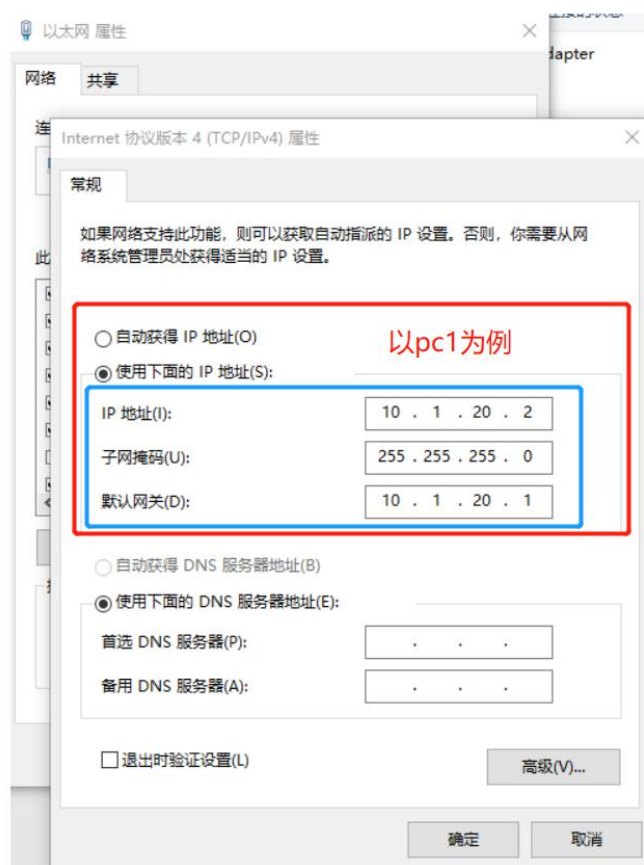 以太网 属性
dapter
网络
共享
连
Internet 协议版本 4 (TCP/IPv4) 属性
常规
如果网络支持此功能，则可以获取自动指派的 IP 设置。否则，你需要从网
络系统管理员处获得适当的 IP 设置。
此
自动获得 IP 地址(O)
以pc1为例
使用下面的 IP 地址(S):
IP 地址(I):
10 . 1 . 20 . 2
子网掩码(U):
255 . 255 . 255 . 0
默认网关(D):
10 . 1 . 20 . 1
自动获得 DNS 服务器地址(B)
使用下面的 DNS 服务器地址(E):
首选 DNS 服务器(P):
. . .
备用 DNS 服务器(A):
. . .
退出时验证设置(L)
高级(V)...
确定
取消